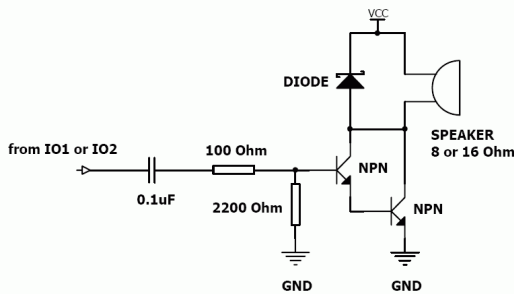 VCC
DIODE
SPEAKER
8 or 16 Ohm
from IO1 or IO2
100 Ohm
NPN
0.1uF
2200 Ohm
NPN
GND
GND